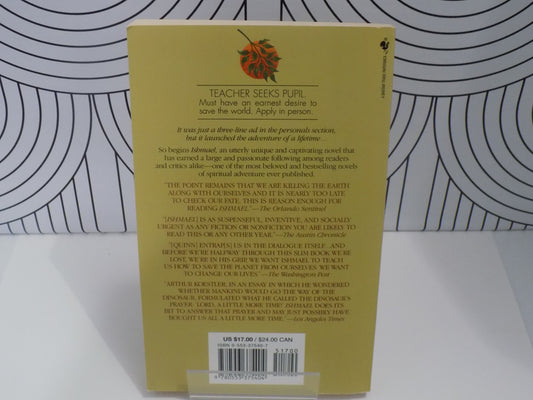 TEACHER SEEKS PUPIL.
Must have an earnest desire to
save the world. Apply in person.
It was just a three-line ad in the personals section,
but it launched the adventure of a lifetime....
So begins Ishmael, an utterly unique and captivating novel that
has earned a large and passionate following among readers
and critics alike—one of the most beloved and bestselling novels
of spiritual adventure ever published.
"THE POINT REMAINS THAT WE ARE KILLING THE EARTH
ALONG WITH OURSELVES AND IT IS NEARLY TOO LATE
TO CHECK OUR FATE. THIS IS REASON ENOUGH FOR
READING ISHMAEL."—The Orlando Sentinel
"[ISHMAEL] IS AS SUSPENSEFUL, INVENTIVE, AND SOCIALLY
URGENT AS ANY FICTION OR NONFICTION YOU ARE LIKELY TO
READ THIS OR ANY OTHER YEAR."—The Austin Chronicle
"[QUINN] ENTRAP[S] US IN THE DIALOGUE ITSELF...AND
BEFORE WE'RE HALFWAY THROUGH THIS SLIM BOOK WE'RE
LOST, WE'RE IN HIS GRIP, WE WANT ISHMAEL TO TEACH
US HOW TO SAVE THE PLANET FROM OURSELVES. WE WANT
TO CHANGE OUR LIVES."—The Washington Post
"ARTHUR KOESTLER, IN AN ESSAY IN WHICH HE WONDERED
WHETHER MANKIND WOULD GO THE WAY OF THE
DINOSAUR, FORMULATED WHAT HE CALLED THE DINOSAUR'S
PRAYER: 'LORD, A LITTLE MORE TIME!' ISHMAEL DOES ITS
BIT TO ANSWER THAT PRAYER AND MAY JUST POSSIBLY HAVE
BOUGHT US ALL A LITTLE MORE TIME."—Los Angeles Times
US $17.00 / $24.00 CAN
ISBN 0-553-37540-7
51700
9 780553 375404